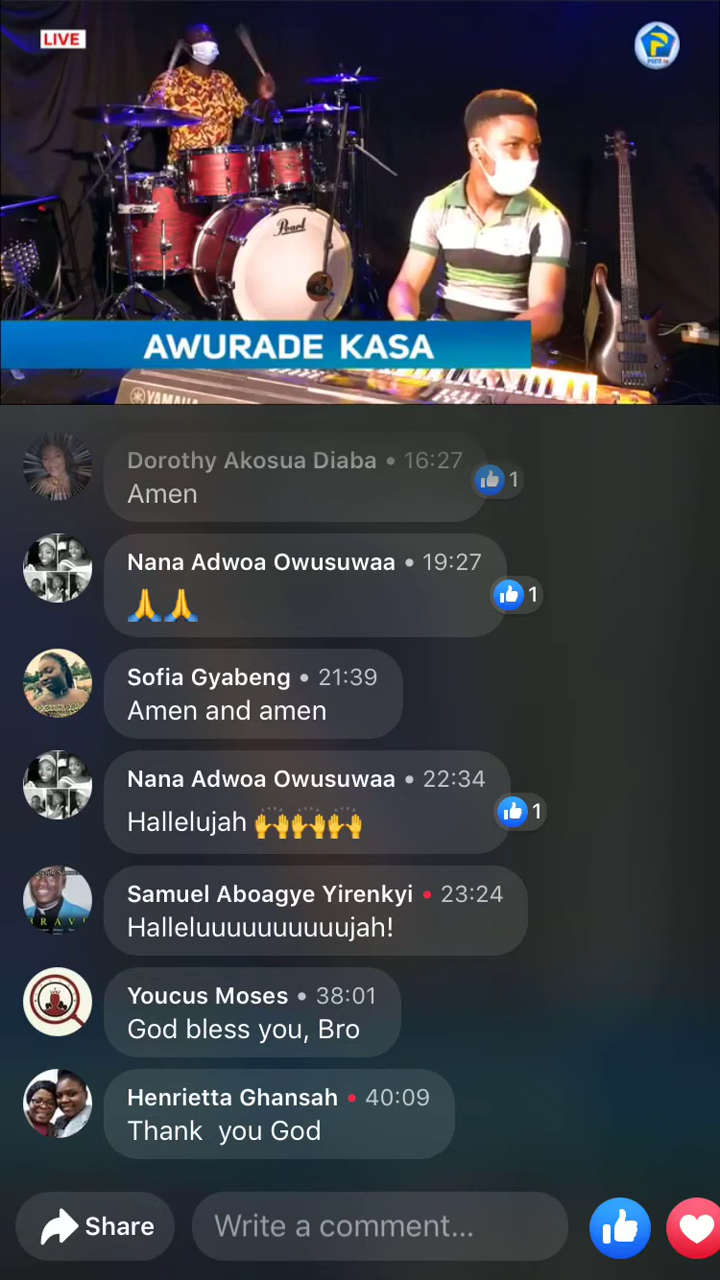 LIVE
Pearl
AWURADE KASA
YAMAHA
Dorothy Akosua Diaba • 16:27
Amen
1
Nana Adwoa Owusuwaa • 19:27
🙏🙏
1
Sofia Gyabeng • 21:39
Amen and amen
Nana Adwoa Owusuwaa • 22:34
Hallelujah 🙌🙌🙌
1
Samuel Aboagye Yirenkyi • 23:24
Halleluuuuuuuuuujah!
Youcus Moses • 38:01
God bless you, Bro
Henrietta Ghansah • 40:09
Thank  you God
Share
Write a comment...